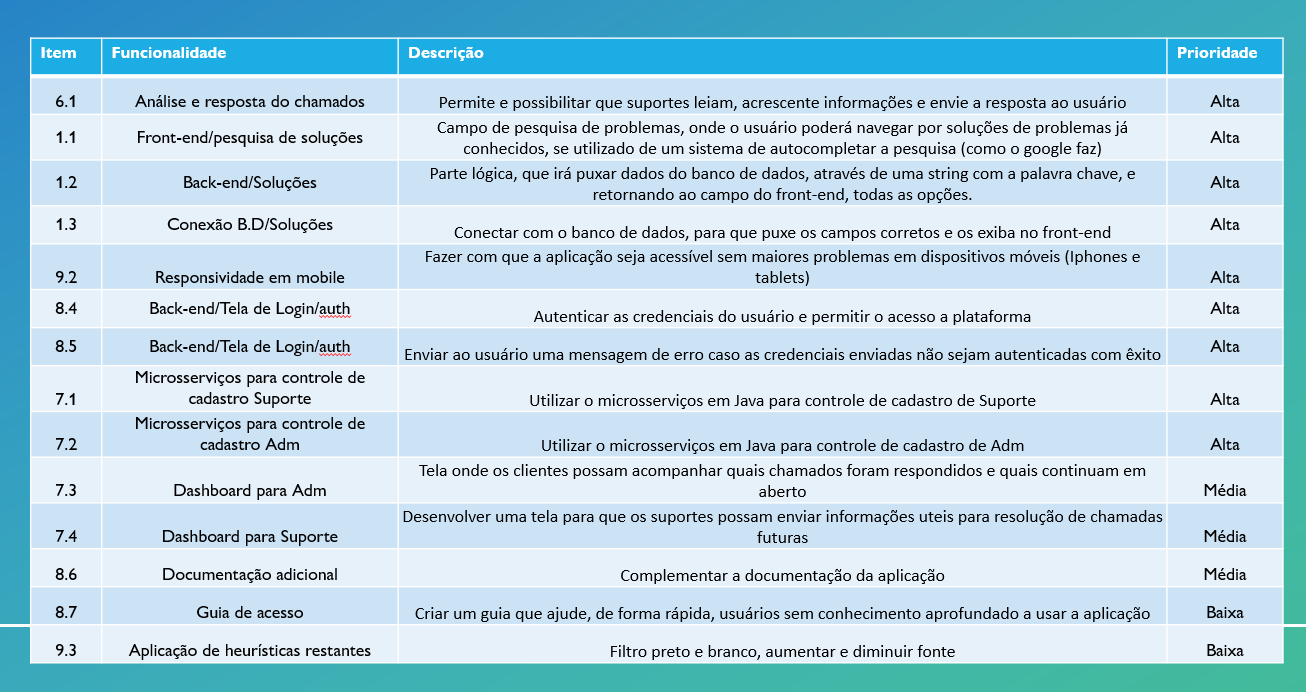 Item Funcionalidade Descrição Prioridade
6.1 Análise e resposta do chamados Permite e possibilitar que suportes leiam, acrescente informações e envie a resposta ao usuário Alta
1.1 Front-end/pesquisa de soluções Campo de pesquisa de problemas, onde o usuário poderá navegar por soluções de problemas já
conhecidos, se utilizado de um sistema de autocompletar a pesquisa (como o google faz) Alta
1.2 Back-end/Soluções Parte lógica, que irá puxar dados do banco de dados, através de uma string com a palavra chave, e
retornando ao campo do front-end, todas as opções. Alta
1.3 Conexão B.D/Soluções Conectar com o banco de dados, para que puxe os campos corretos e os exiba no front-end Alta
9.2 Responsividade em mobile Fazer com que a aplicação seja acessível sem maiores problemas em dispositivos móveis (Iphones e
tablets) Alta
8.4 Back-end/Tela de Login/auth Autenticar as credenciais do usuário e permitir o acesso a plataforma Alta
8.5 Back-end/Tela de Login/auth Enviar ao usuário uma mensagem de erro caso as credenciais enviadas não sejam autenticadas com êxito Alta
7.1 Microsserviços para controle de
cadastro Suporte Utilizar o microsserviços em Java para controle de cadastro de Suporte Alta
7.2 Microsserviços para controle de
cadastro Adm Utilizar o microsserviços em Java para controle de cadastro de Adm Alta
7.3 Dashboard para Adm Tela onde os clientes possam acompanhar quais chamados foram respondidos e quais continuam em
aberto Média
7.4 Dashboard para Suporte Desenvolver uma tela para que os suportes possam enviar informações uteis para resolução de chamadas
futuras Média
8.6 Documentação adicional Complementar a documentação da aplicação Média
8.7 Guia de acesso Criar um guia que ajude, de forma rápida, usuários sem conhecimento aprofundado a usar a aplicação Baixa
9.3 Aplicação de heurísticas restantes Filtro preto e branco, aumentar e diminuir fonte Baixa